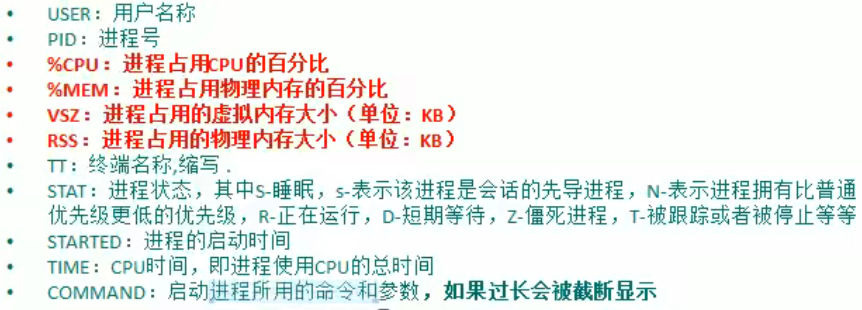 • USER：用户名称
• PID：进程号
• %CPU：进程占用CPU的百分比
• %MEM：进程占用物理内存的百分比
• VSZ：进程占用的虚拟内存大小（单位：KB）
• RSS：进程占用的物理内存大小（单位：KB）
• TT：终端名称,缩写 .
• STAT：进程状态，其中S-睡眠，s-表示该进程是会话的先导进程，N-表示进程拥有比普通
优先级更低的优先级，R-正在运行，D-短期等待，Z-僵死进程，T-被跟踪或者被停止等等
• STARTED：进程的启动时间
• TIME：CPU时间，即进程使用CPU的总时间
• COMMAND：启动进程所用的命令和参数，如果过长会被截断显示